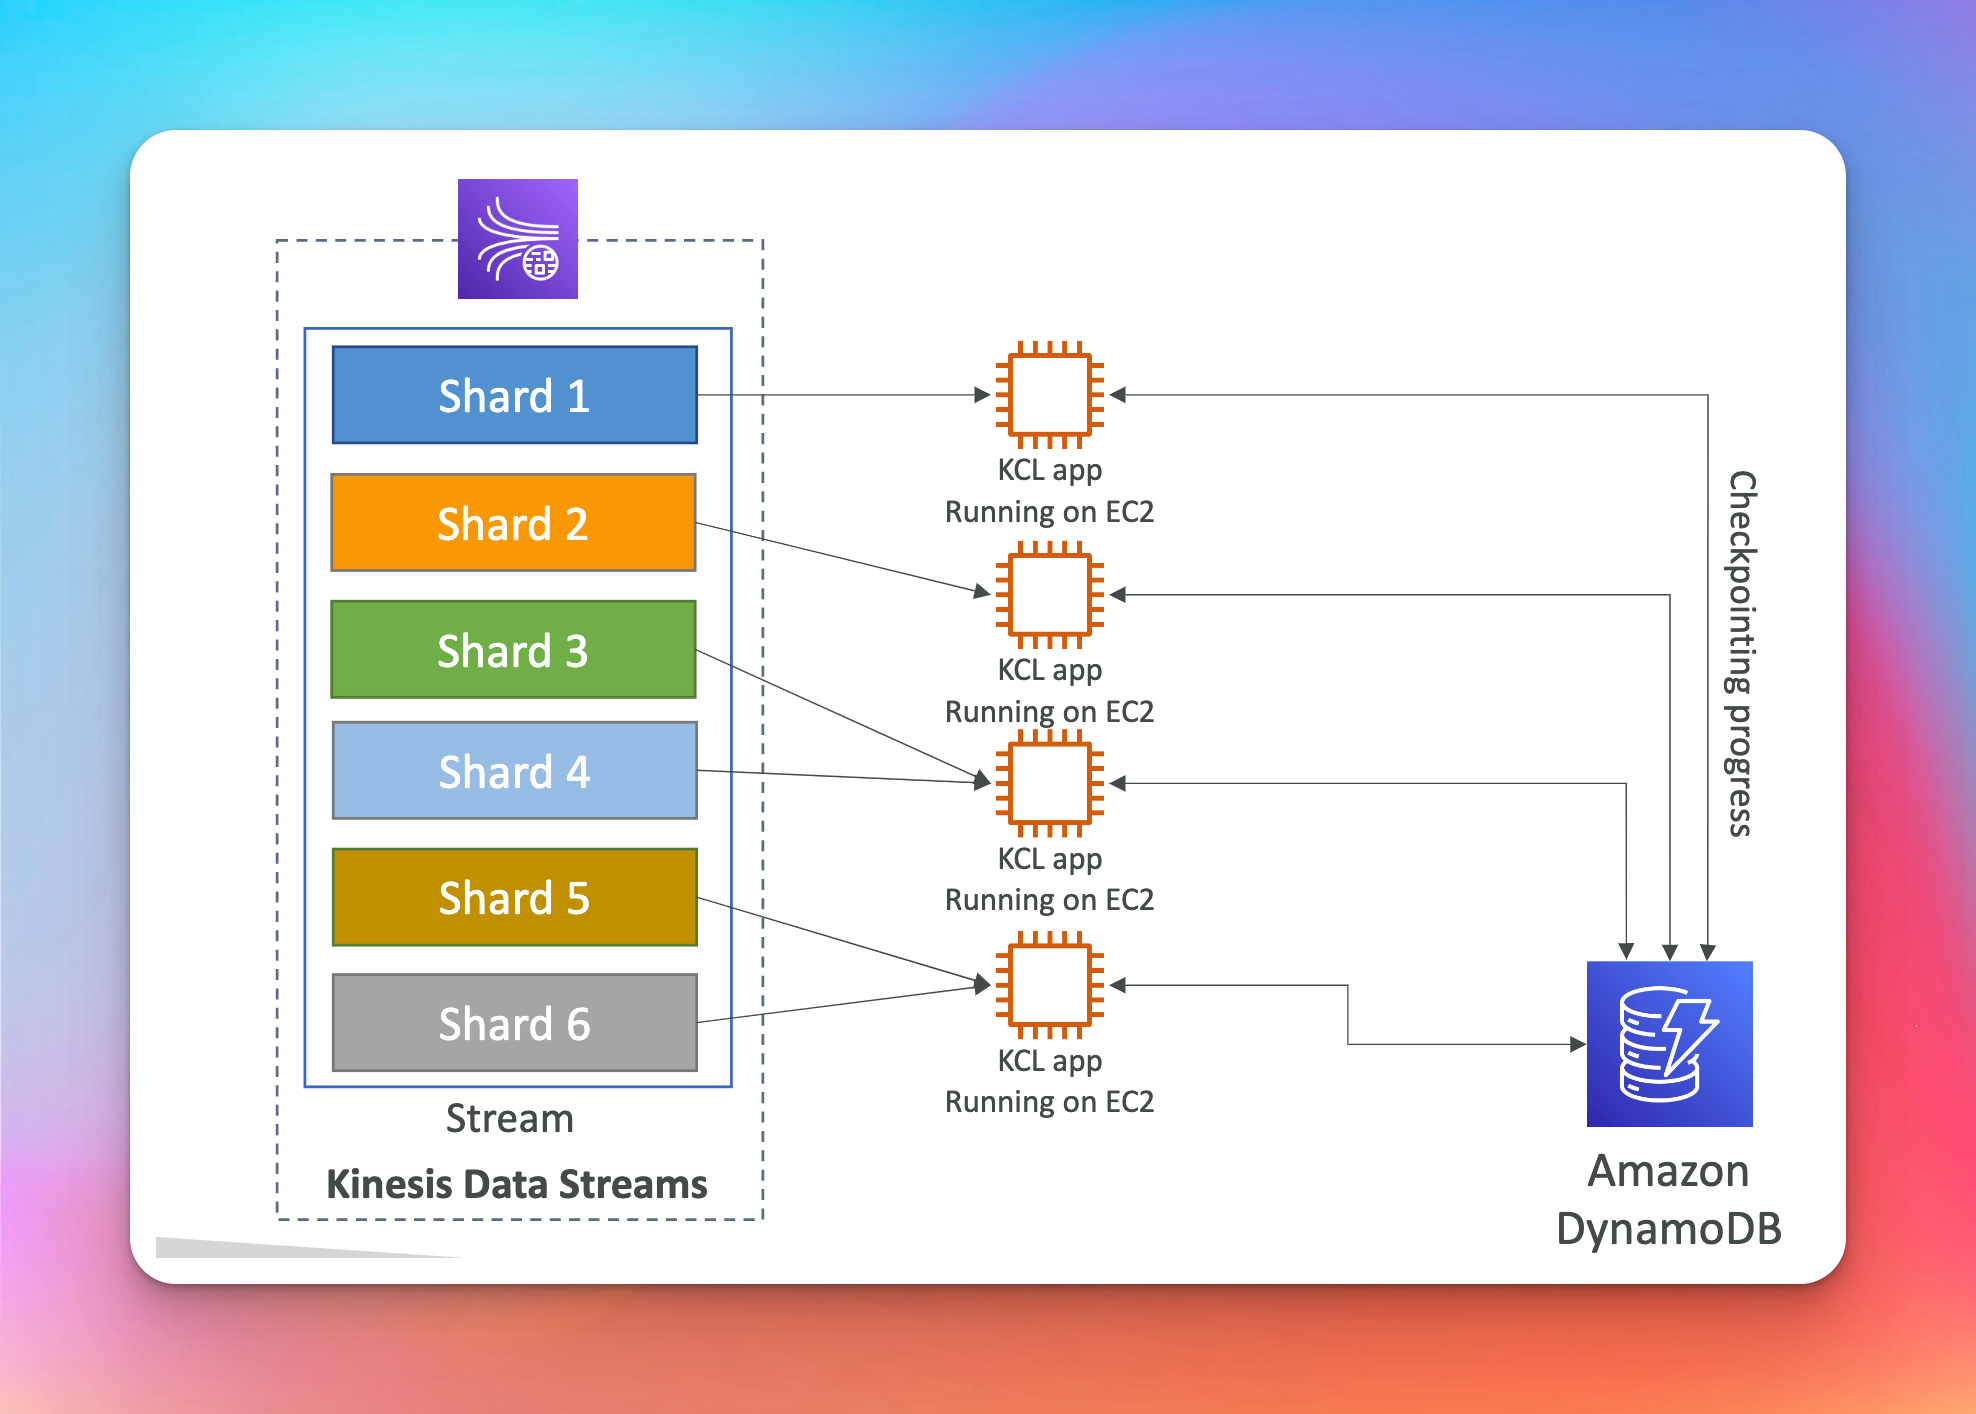 Shard 1
Shard 2
Shard 3
Shard 4
Shard 5
Shard 6
Stream
Kinesis Data Streams
KCL app
Running on EC2
KCL app
Running on EC2
KCL app
Running on EC2
KCL app
Running on EC2
Checkpointing progress
Amazon
DynamoDB